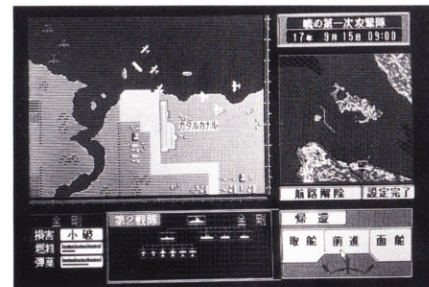 暁の第一次攻撃隊
17年 9月15日 09:00
ガダルカナル
航路解除 設定完了
損害 小破
燃料
弾薬
第2戦隊
帰還
取舵 前進 面舵